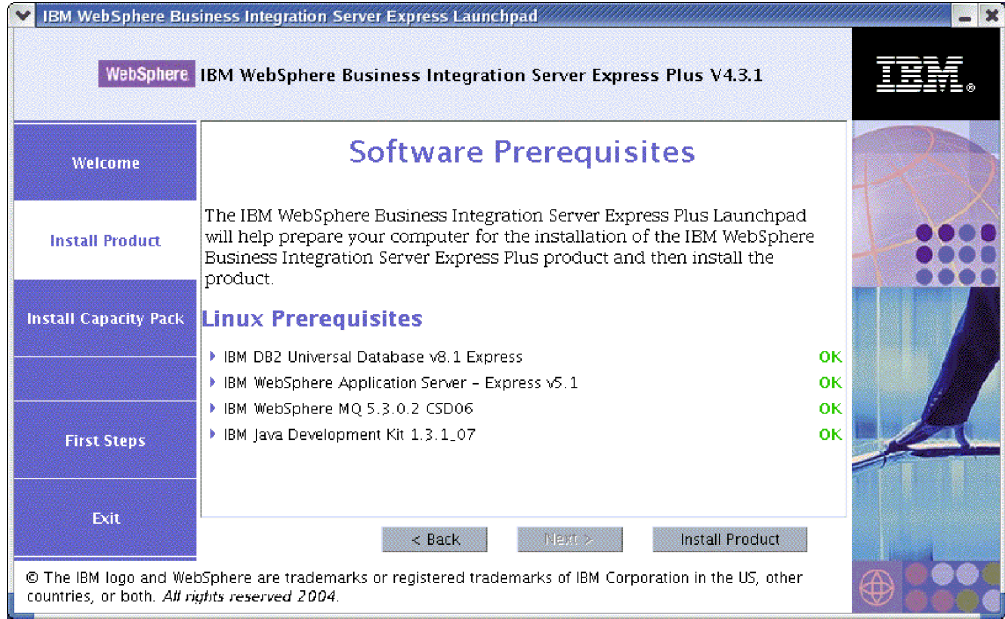 IBM WebSphere Business Integration Server Express Launchpad
WebSphere. IBM WebSphere Business Integration Server Express Plus V4.3.1
IBM®
Welcome
Install Product
Install Capacity Pack
First Steps
Exit
Software Prerequisites
The IBM WebSphere Business Integration Server Express Plus Launchpad
will help prepare your computer for the installation of the IBM WebSphere
Business Integration Server Express Plus product and then install the
product.
Linux Prerequisites
IBM DB2 Universal Database v8.1 Express OK
IBM WebSphere Application Server – Express v5.1 OK
IBM WebSphere MQ 5.3.0.2 CSD06 OK
IBM Java Development Kit 1.3.1_07 OK
< Back Next > Install Product
© The IBM logo and WebSphere are trademarks or registered trademarks of IBM Corporation in the US, other
countries, or both. All rights reserved 2004.